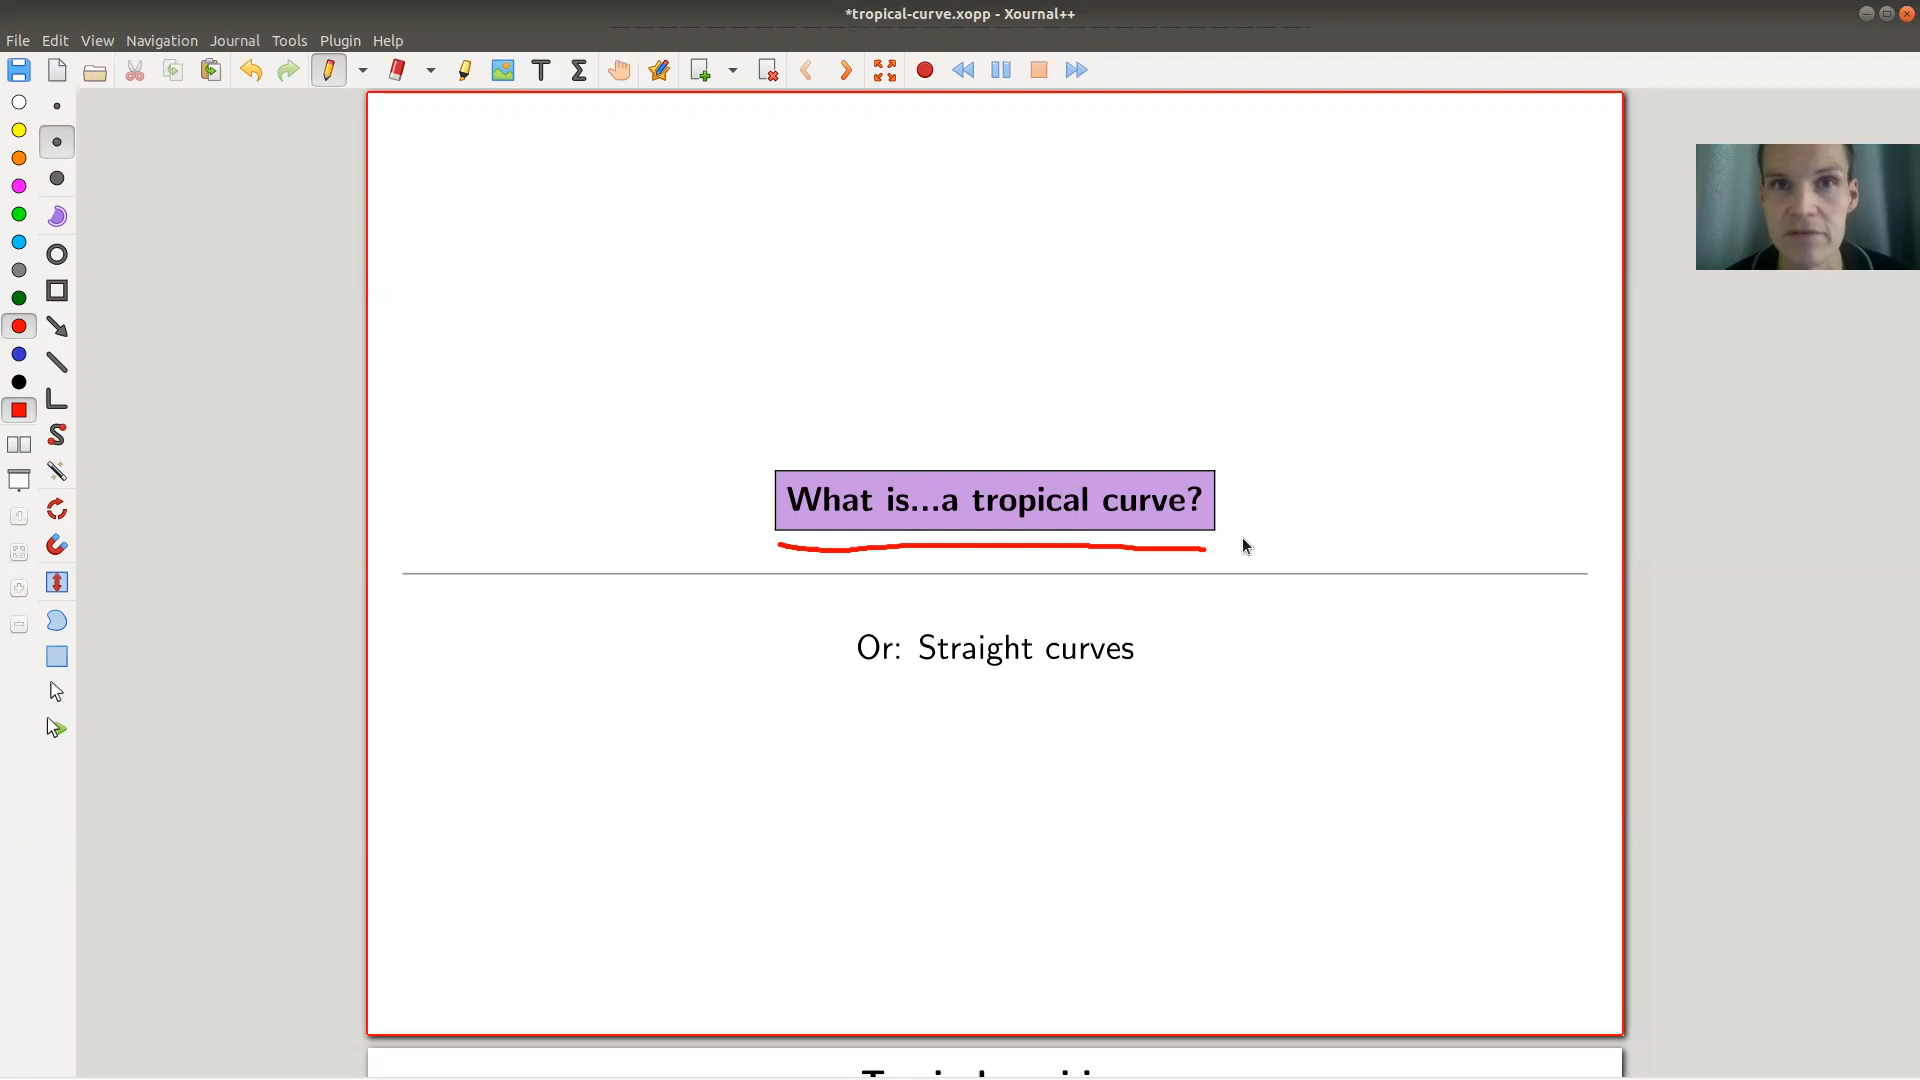 *tropical-curve.xopp - Xournal++
File Edit View Navigation Journal Tools Plugin Help
What is...a tropical curve?
Or: Straight curves